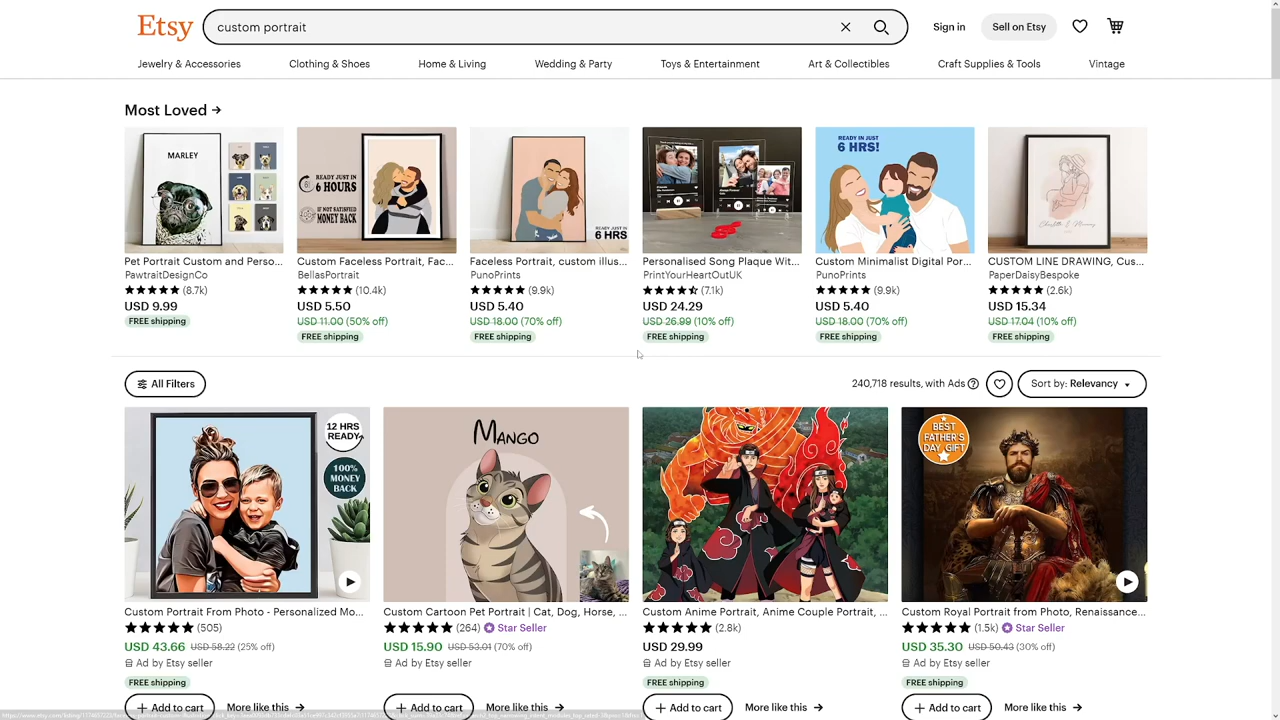 Etsy
custom portrait
Sign in
Sell on Etsy
Jewelry & Accessories
Clothing & Shoes
Home & Living
Wedding & Party
Toys & Entertainment
Art & Collectibles
Craft Supplies & Tools
Vintage
Most Loved →
MARLEY
READY JUST IN
6 HOURS
IF NOT SATISFIED
MONEY BACK
READY JUST IN
6 HRS
READY IN JUST
6 HRS!
Pet Portrait Custom and Perso...
PawtraitDesignCo
(8.7k)
USD 9.99
FREE shipping
Custom Faceless Portrait, Fac...
BellasPortrait
(10.4k)
USD 5.50
USD 11.00 (50% off)
FREE shipping
Faceless Portrait, custom illus...
PunoPrints
(9.9k)
USD 5.40
USD 18.00 (70% off)
FREE shipping
Personalised Song Plaque Wit...
PrintYourHeartOutUK
(7.1k)
USD 24.29
USD 26.99 (10% off)
FREE shipping
Custom Minimalist Digital Por...
PunoPrints
(9.9k)
USD 5.40
USD 18.00 (70% off)
FREE shipping
CUSTOM LINE DRAWING, Cus...
PaperDaisyBespoke
(2.6k)
USD 15.34
USD 17.04 (10% off)
FREE shipping
All Filters
240,718 results, with Ads
Sort by: Relevancy
12 HRS
READY
100%
MONEY
BACK
Mango
BEST
FATHER'S
DAY GIFT
Custom Portrait From Photo - Personalized Mo...
(505)
USD 43.66 USD 58.22 (25% off)
Ad by Etsy seller
FREE shipping
+ Add to cart
More like this →
Custom Cartoon Pet Portrait | Cat, Dog, Horse, ...
(264) Star Seller
USD 15.90 USD 53.01 (70% off)
Ad by Etsy seller
+ Add to cart
More like this →
Custom Anime Portrait, Anime Couple Portrait, ...
(2.8k)
USD 29.99
Ad by Etsy seller
FREE shipping
+ Add to cart
More like this →
Custom Royal Portrait from Photo, Renaissance...
(1.5k) Star Seller
USD 35.30 USD 50.43 (30% off)
Ad by Etsy seller
FREE shipping
+ Add to cart
More like this →